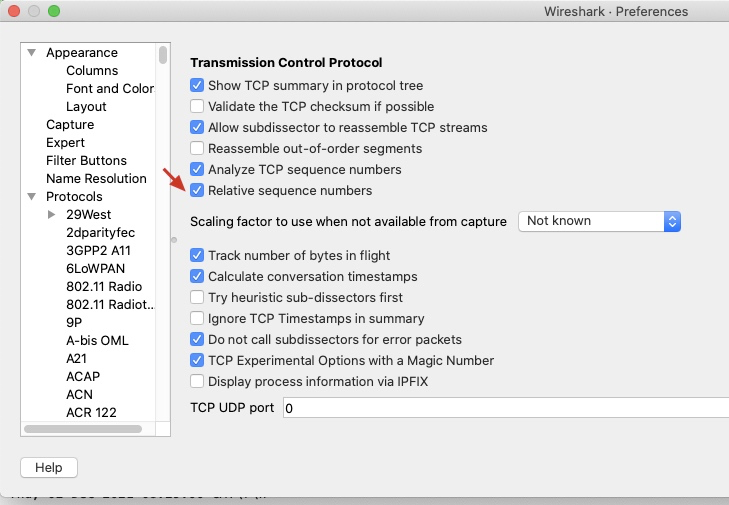 Wireshark · Preferences
Appearance
Columns
Font and Color
Layout
Capture
Expert
Filter Buttons
Name Resolution
Protocols
29West
2dparityfec
3GPP2 A11
6LoWPAN
802.11 Radio
802.11 Radiot...
9P
A-bis OML
A21
ACAP
ACN
ACR 122
Transmission Control Protocol
Show TCP summary in protocol tree
Validate the TCP checksum if possible
Allow subdissector to reassemble TCP streams
Reassemble out-of-order segments
Analyze TCP sequence numbers
Relative sequence numbers
Scaling factor to use when not available from capture Not known
Track number of bytes in flight
Calculate conversation timestamps
Try heuristic sub-dissectors first
Ignore TCP Timestamps in summary
Do not call subdissectors for error packets
TCP Experimental Options with a Magic Number
Display process information via IPFIX
TCP UDP port 0
Help